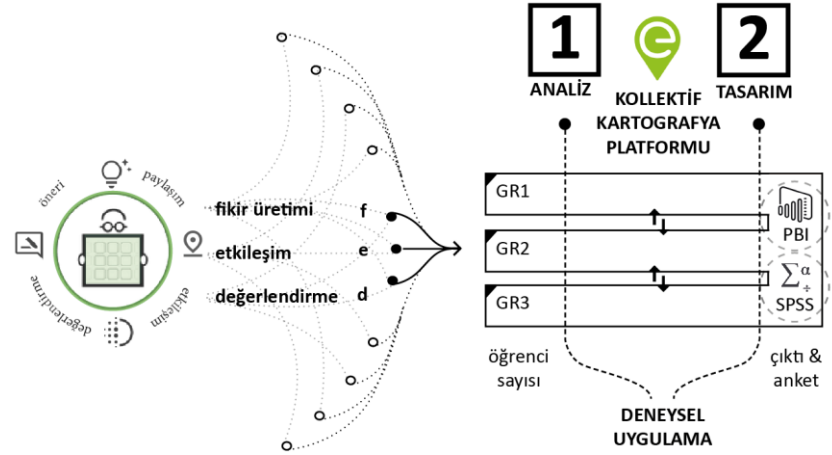 öneri
paylaşım
etkileşim
değerlendirme
fikir üretimi
f
etkileşim
e
değerlendirme
d
1
ANALİZ
e
KOLLEKTİF
KARTOGRAFYA
PLATFORMU
2
TASARIM
GR1
GR2
GR3
PBI
=
Σα
÷
SPSS
öğrenci
sayısı
çıktı &
anket
DENEYSEL
UYGULAMA